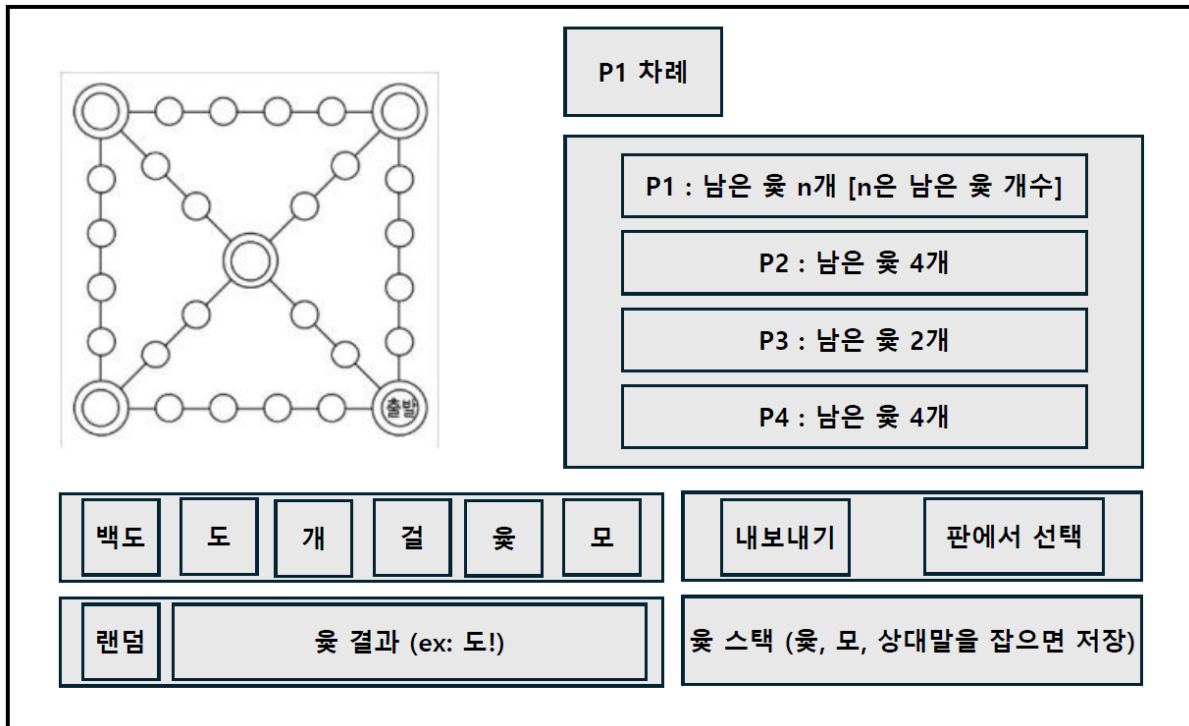 P1 차례
P1 : 남은 윷 n개 [n은 남은 윷 개수]
P2 : 남은 윷 4개
P3 : 남은 윷 2개
P4 : 남은 윷 4개
출발
백도 도 개 걸 윷 모
내보내기 판에서 선택
랜덤 윷 결과 (ex: 도!)
윷 스택 (윷, 모, 상대말을 잡으면 저장)